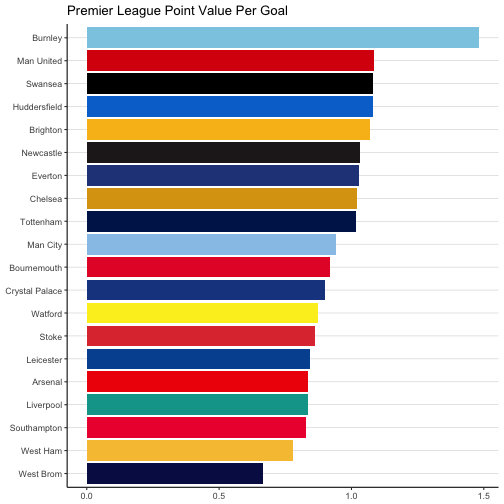 Premier League Point Value Per Goal
Burnley
Man United
Swansea
Huddersfield
Brighton
Newcastle
Everton
Chelsea
Tottenham
Man City
Bournemouth
Crystal Palace
Watford
Stoke
Leicester
Arsenal
Liverpool
Southampton
West Ham
West Brom
0.0 0.5 1.0 1.5